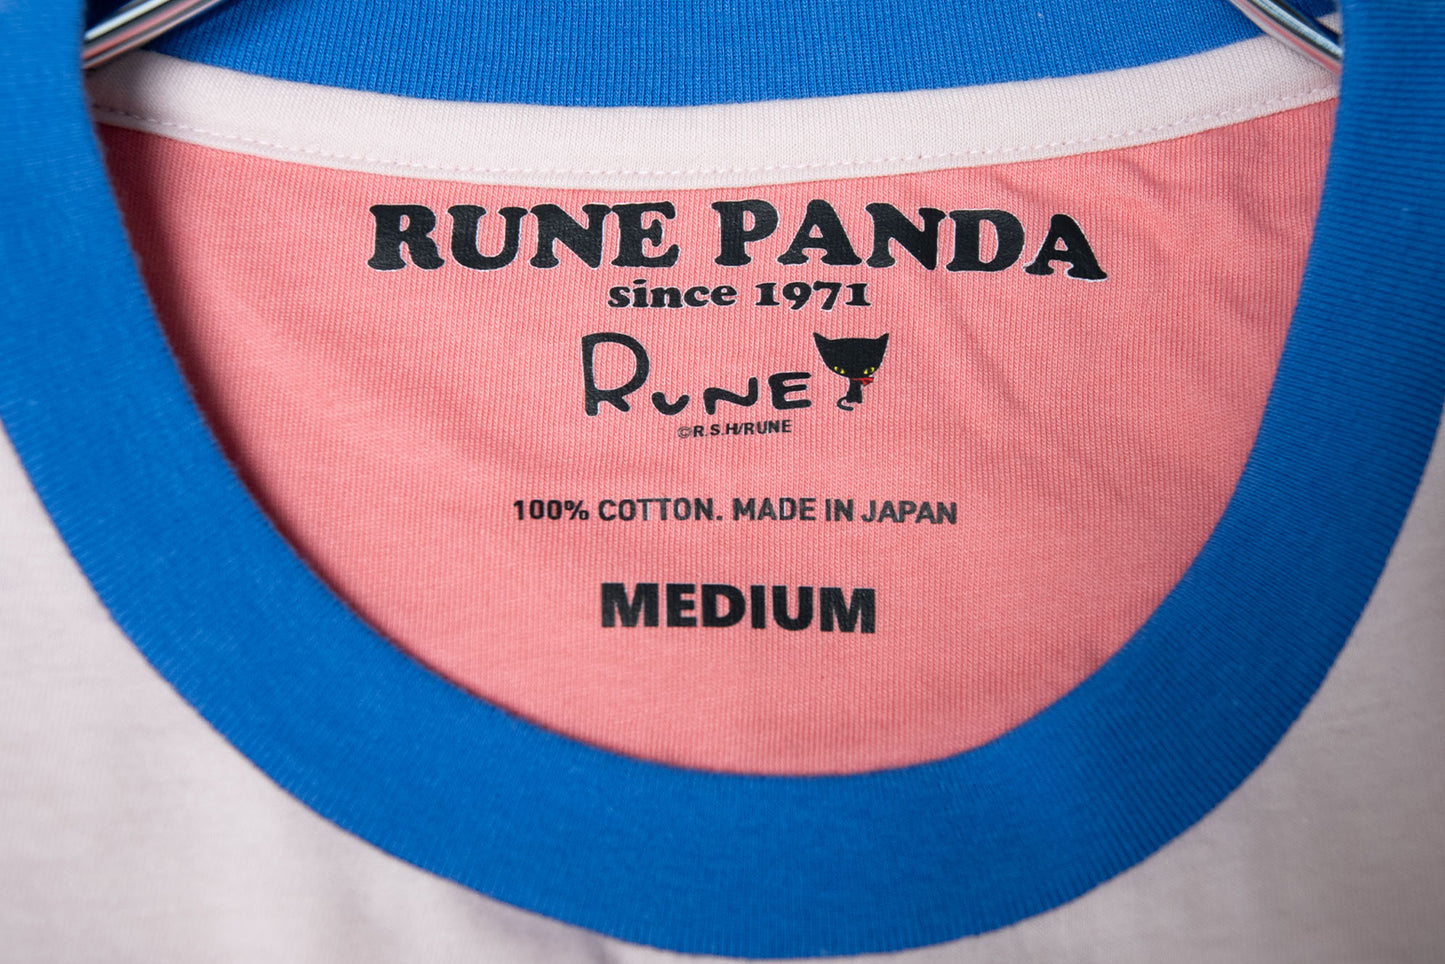 RUNE PANDA
since 1971
RUNE
©R.S.H/RUNE
100% COTTON. MADE IN JAPAN
MEDIUM